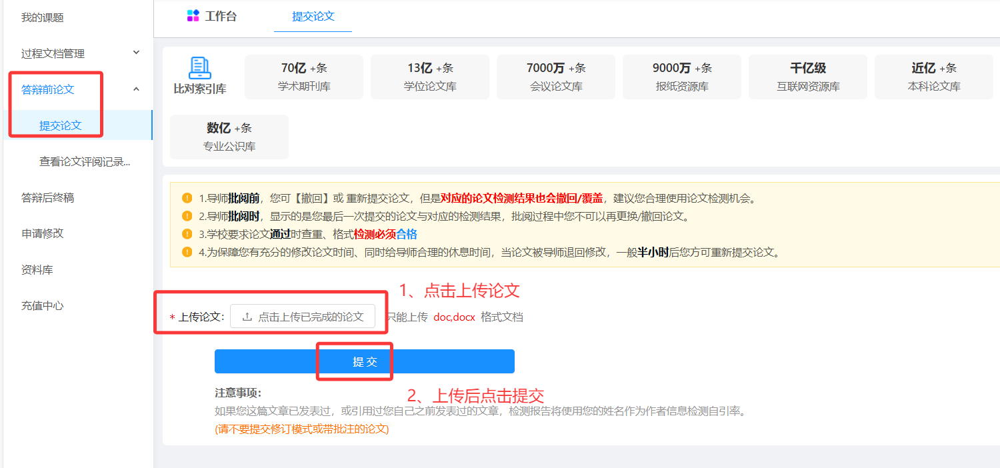 我的课题
过程文档管理
答辩前论文
提交论文
查看论文评阅记录...
答辩后终稿
申请修改
资料库
充值中心
工作台
提交论文
比对索引库
70亿 +条
学术期刊库
13亿 +条
学位论文库
7000万 +条
会议论文库
9000万 +条
报纸资源库
千亿级
互联网资源库
近亿 +条
本科论文库
数亿 +条
专业公识库
1.导师批阅前，您可【撤回】或 重新提交论文，但是对应的论文检测结果也会撤回/覆盖，建议您合理使用论文检测机会。
2.导师批阅时，显示的是您最后一次提交的论文与对应的检测结果，批阅过程中您不可以再更换/撤回论文。
3.学校要求论文通过时查重、格式检测必须合格
4.为保障您有充分的修改论文时间、同时给导师合理的休息时间，当论文被导师退回修改，一般半小时后您方可重新提交论文。
1、点击上传论文
* 上传论文： 点击上传已完成的论文 只能上传 doc,docx 格式文档
提 交
2、上传后点击提交
注意事项：
如果您这篇文章已发表过，或引用过您自己之前发表过的文章，检测报告将使用您的姓名作为作者信息检测自引率。
(请不要提交修订模式或带批注的论文)